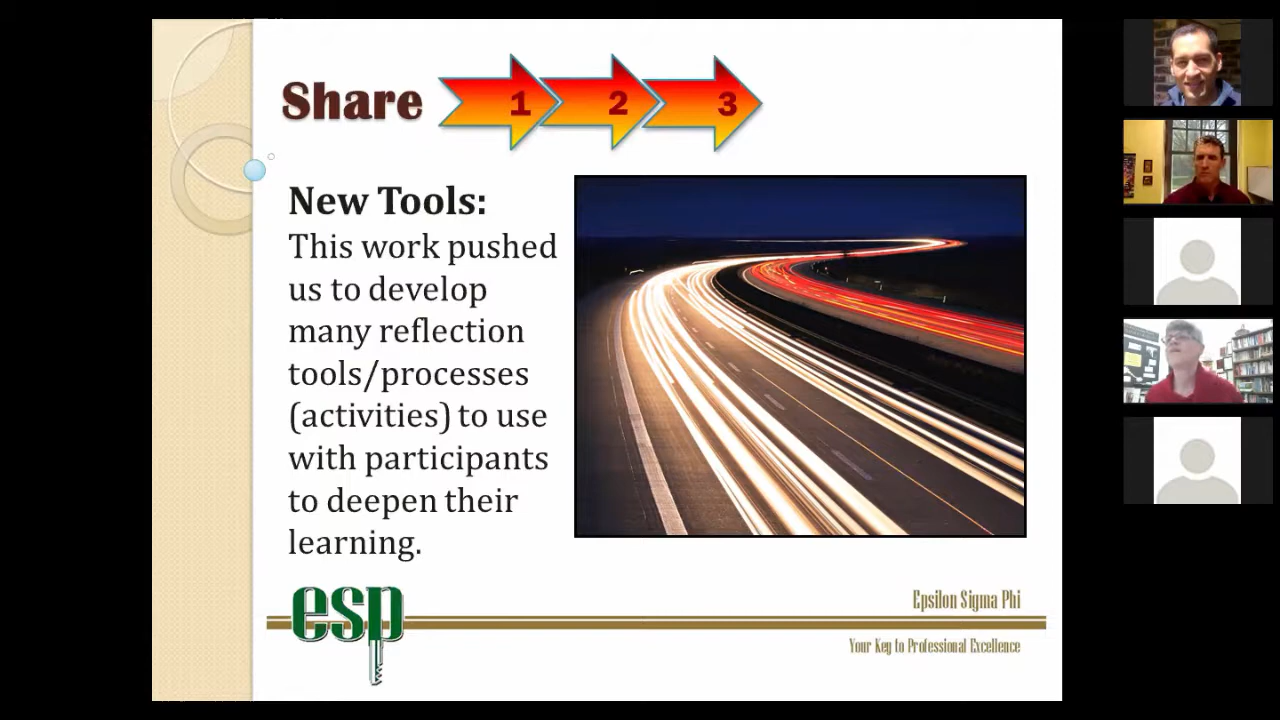 Share 1 2 3
New Tools:
This work pushed
us to develop
many reflection
tools/processes
(activities) to use
with participants
to deepen their
learning.
esp
Epsilon Sigma Phi
Your Key to Professional Excellence